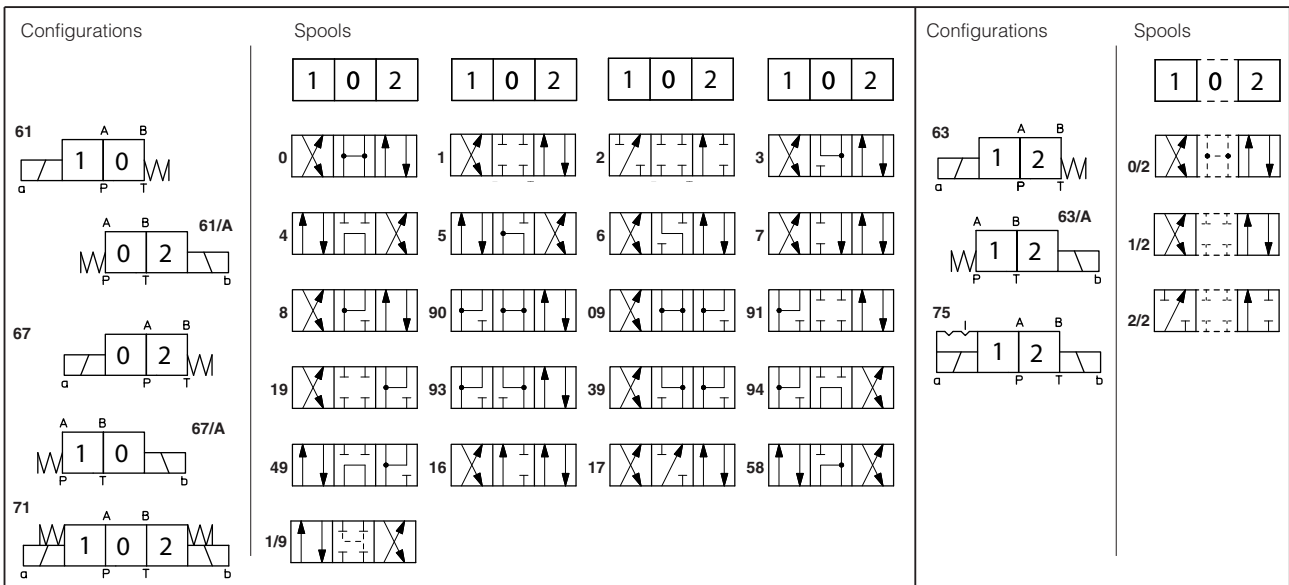 Configurations
Spools
Configurations
Spools
1 0 2
1 0 2
1 0 2
1 0 2
1 0 2
61
A B
1 0
a
P T
A B
61/A
0 2
P T
b
67
A B
0 2
a
P T
A B
67/A
1 0
P T
b
71
A B
1 0 2
a
P T
b
0
1
2
3
4
5
6
7
8
90
09
91
19
93
39
94
49
16
17
58
1/9
63
A B
1 2
a
P T
A B
63/A
1 2
P T
b
75
I
A B
1 2
a
P T
b
0/2
1/2
2/2